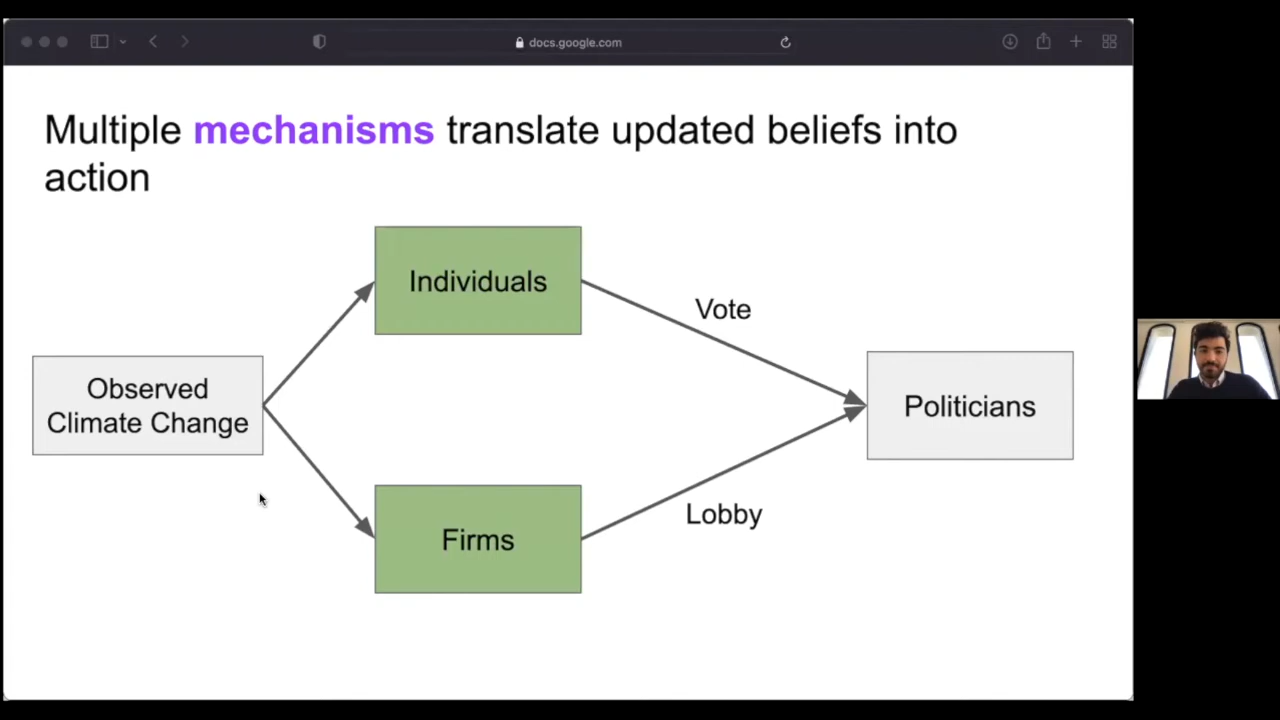 docs.google.com
Multiple mechanisms translate updated beliefs into
action
Individuals
Vote
Observed
Climate Change
Politicians
Lobby
Firms